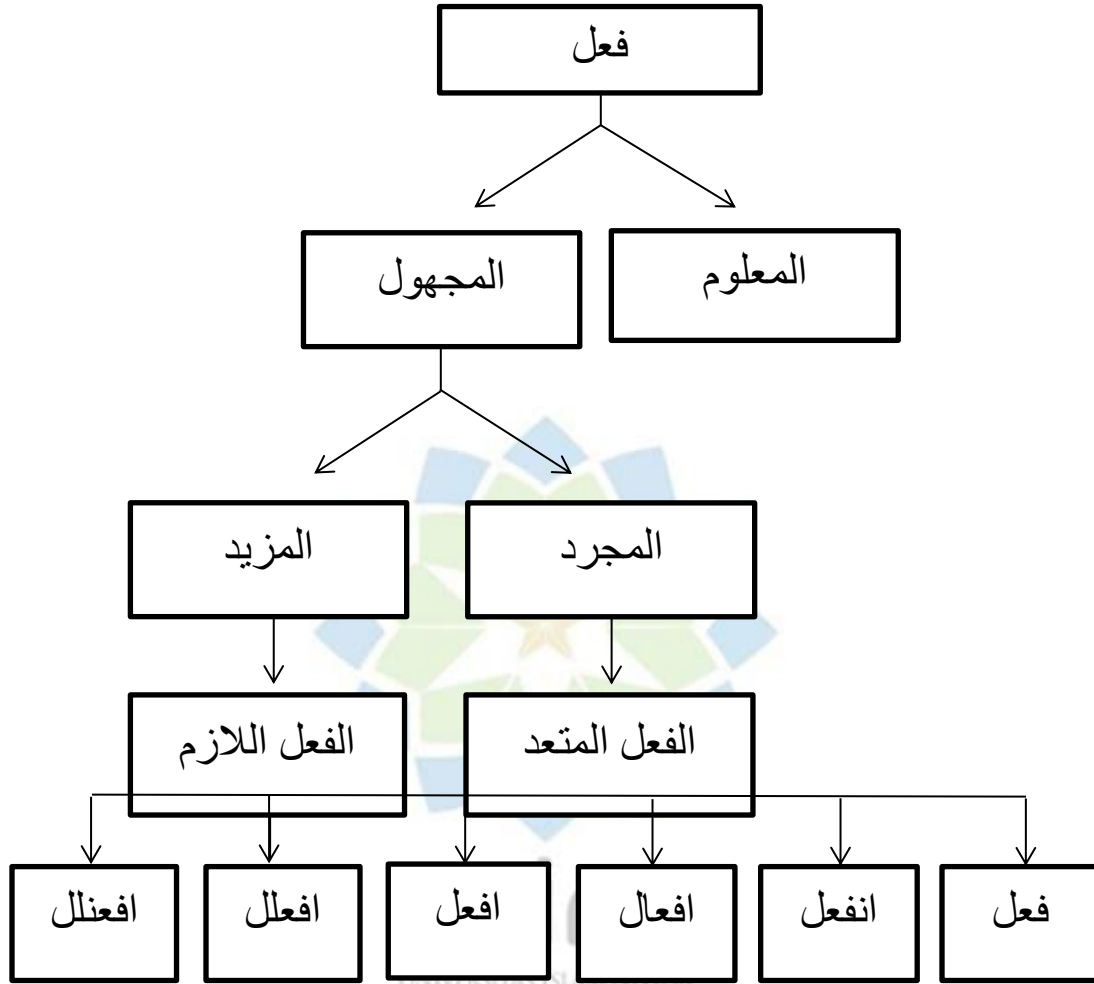 فعل
المعلوم
المجهول
المجرد
المزيد
الفعل المتعد
الفعل اللازم
فعل
انفعل
افعال
افعل
افعلل
افعنلل